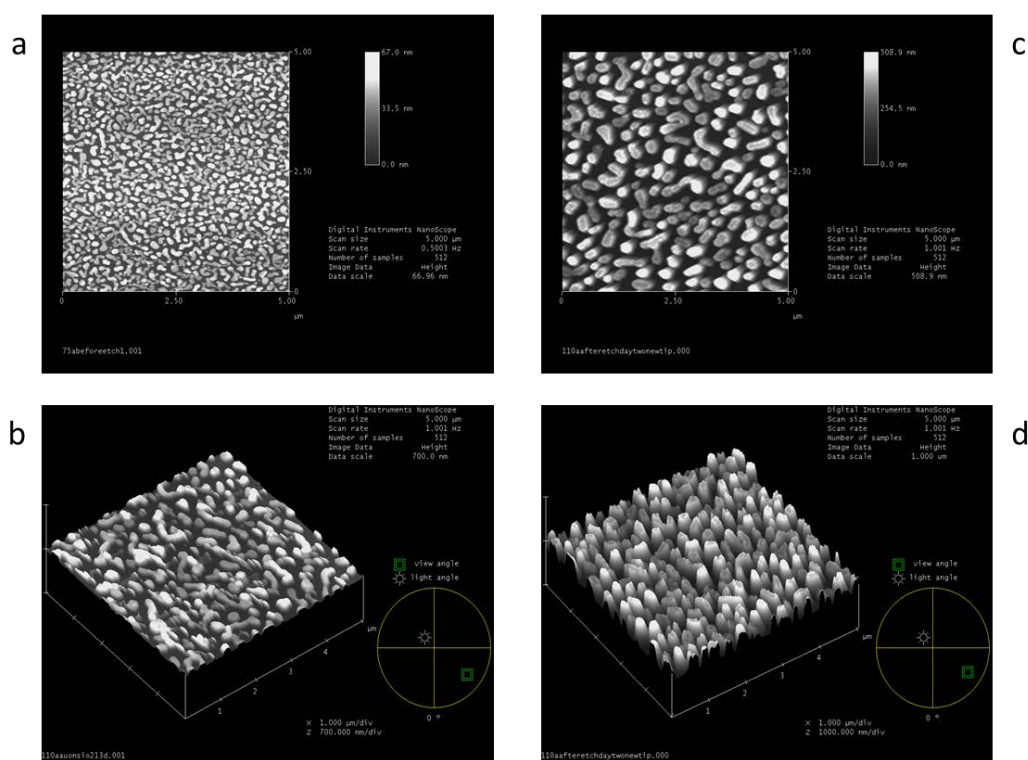 a
67.0 nm
33.5 nm
0.0 nm
5.00
2.50
0
0 2.50 5.00
µm
Digital Instruments NanoScope
Scan size 5.000 µm
Scan rate 0.5003 Hz
Number of samples 512
Image Data Height
Data scale 66.96 nm
75abeforeetch1.001
c
508.9 nm
254.5 nm
0.0 nm
5.00
2.50
0
0 2.50 5.00
µm
Digital Instruments NanoScope
Scan size 5.000 µm
Scan rate 1.001 Hz
Number of samples 512
Image Data Height
Data scale 508.9 nm
110aafteretchdaytwonewtip.000
b
Digital Instruments NanoScope
Scan size 5.000 µm
Scan rate 1.001 Hz
Number of samples 512
Image Data Height
Data scale 700.0 nm
view angle
light angle
1 2 3 4 µm
0 °
X 1.000 µm/div
Z 700.000 nm/div
110aauonsio213d.001
d
Digital Instruments NanoScope
Scan size 5.000 µm
Scan rate 1.001 Hz
Number of samples 512
Image Data Height
Data scale 1.000 um
view angle
light angle
1 2 3 4 µm
0 °
X 1.000 µm/div
Z 1000.000 nm/div
110aafteretchdaytwonewtip.000